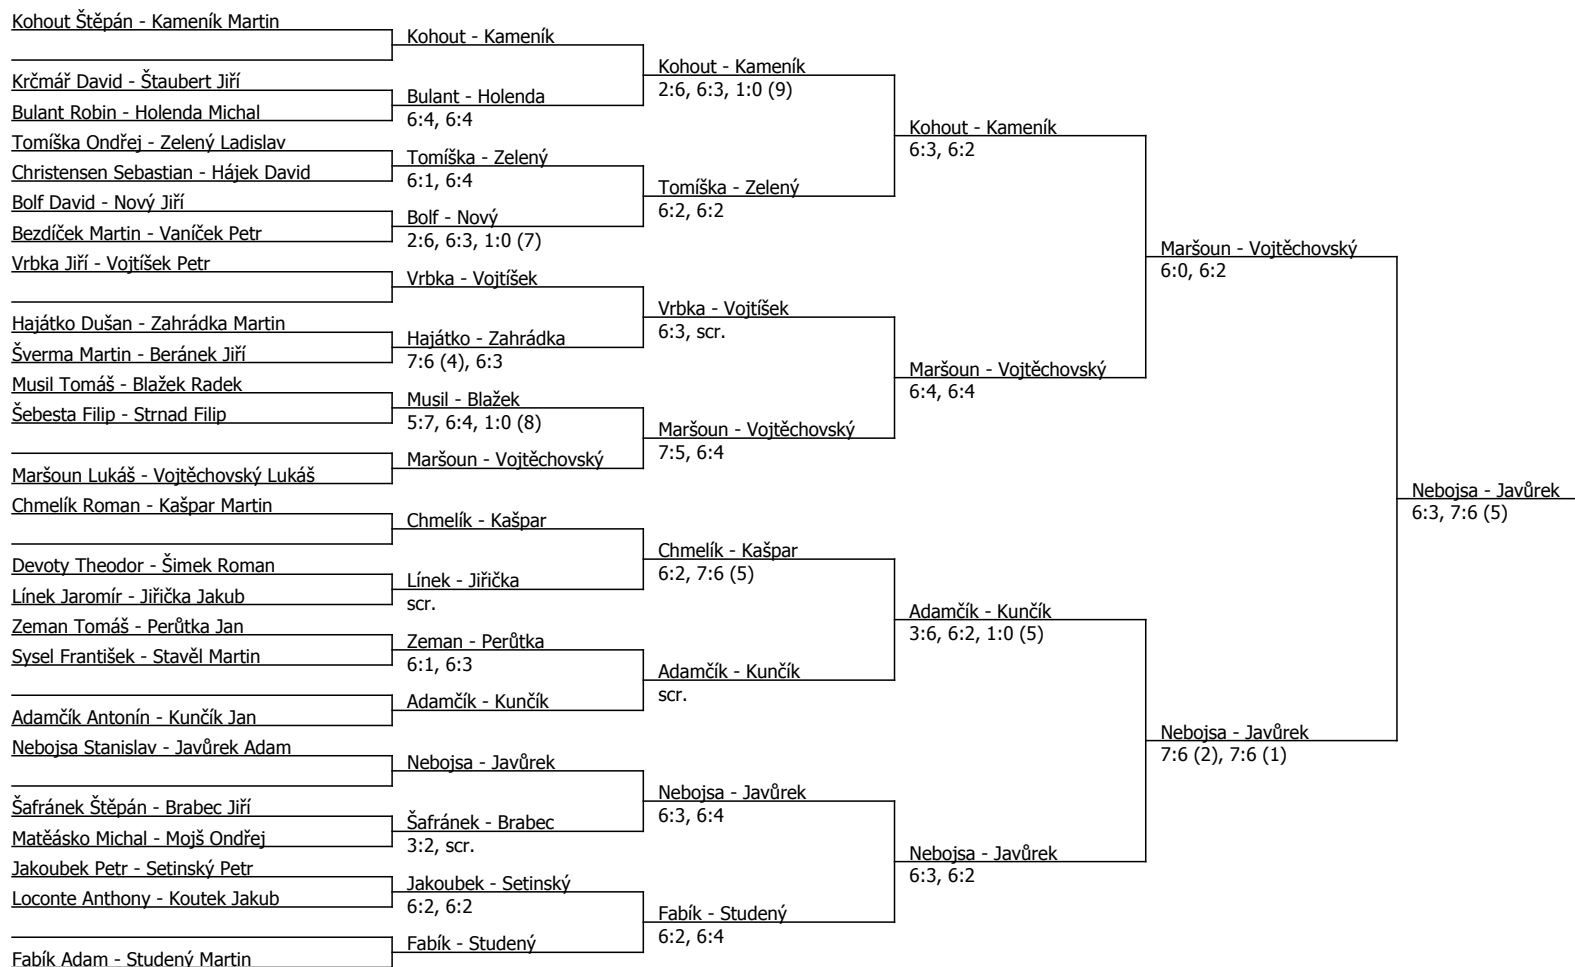 Kohout Štěpán - Kameník Martin
Krčmář David - Štaubert Jiří
Bulant Robin - Holenda Michal
Tomíška Ondřej - Zelený Ladislav
Christensen Sebastian - Hájek David
Bolf David - Nový Jiří
Bezdíček Martin - Vaníček Petr
Vrbka Jiří - Vojtíšek Petr
Hajátko Dušan - Zahrádka Martin
Šverma Martin - Beránek Jiří
Musil Tomáš - Blažek Radek
Šebesta Filip - Strnad Filip
Maršoun Lukáš - Vojtěchovský Lukáš
Chmelík Roman - Kašpar Martin
Devoty Theodor - Šimek Roman
Línek Jaromír - Jiřička Jakub
Zeman Tomáš - Perůtka Jan
Sysel František - Stavěl Martin
Adamčík Antonín - Kunčík Jan
Nebojsa Stanislav - Javůrek Adam
Šafránek Štěpán - Brabec Jiří
Matěásko Michal - Mojš Ondřej
Jakoubek Petr - Setinský Petr
Loconte Anthony - Koutek Jakub
Fabík Adam - Studený Martin
Kohout - Kameník
Bulant - Holenda
6:4, 6:4
Tomíška - Zelený
6:1, 6:4
Bolf - Nový
2:6, 6:3, 1:0 (7)
Vrbka - Vojtíšek
Hajátko - Zahrádka
7:6 (4), 6:3
Musil - Blažek
5:7, 6:4, 1:0 (8)
Maršoun - Vojtěchovský
Chmelík - Kašpar
Línek - Jiřička
scr.
Zeman - Perůtka
6:1, 6:3
Adamčík - Kunčík
Nebojsa - Javůrek
Šafránek - Brabec
3:2, scr.
Jakoubek - Setinský
6:2, 6:2
Fabík - Studený
Kohout - Kameník
2:6, 6:3, 1:0 (9)
Tomíška - Zelený
6:2, 6:2
Vrbka - Vojtíšek
6:3, scr.
Maršoun - Vojtěchovský
7:5, 6:4
Chmelík - Kašpar
6:2, 7:6 (5)
Adamčík - Kunčík
scr.
Nebojsa - Javůrek
6:3, 6:4
Fabík - Studený
6:2, 6:4
Kohout - Kameník
6:3, 6:2
Maršoun - Vojtěchovský
6:4, 6:4
Adamčík - Kunčík
3:6, 6:2, 1:0 (5)
Nebojsa - Javůrek
6:3, 6:2
Maršoun - Vojtěchovský
6:0, 6:2
Nebojsa - Javůrek
7:6 (2), 7:6 (1)
Nebojsa - Javůrek
6:3, 7:6 (5)